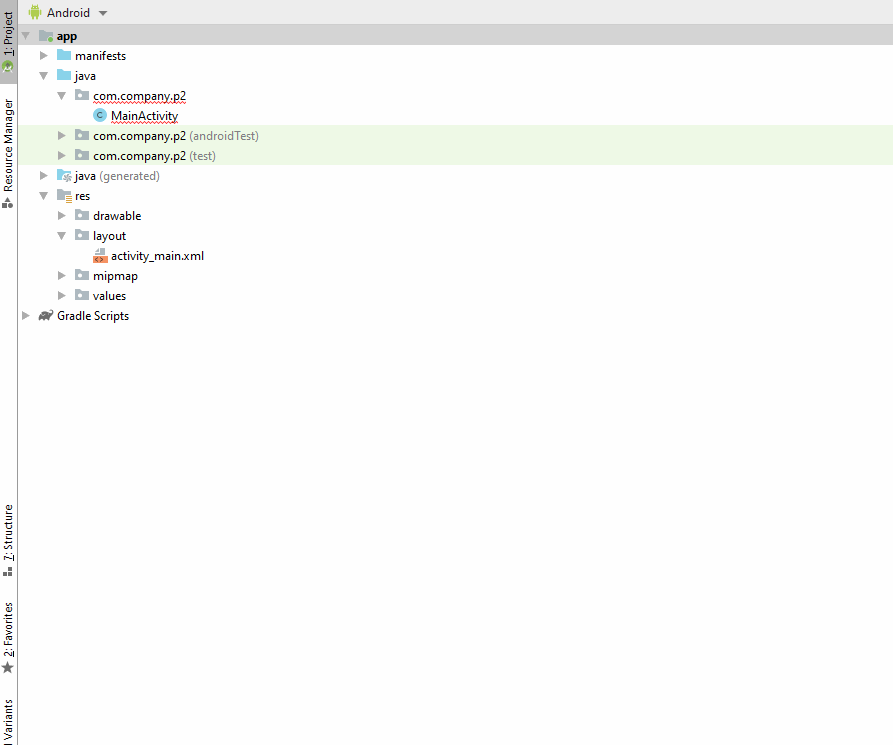 Android
app
manifests
java
com.company.p2
MainActivity
com.company.p2 (androidTest)
com.company.p2 (test)
java (generated)
res
drawable
layout
activity_main.xml
mipmap
values
Gradle Scripts
1: Project
Resource Manager
7: Structure
2: Favorites
Variants